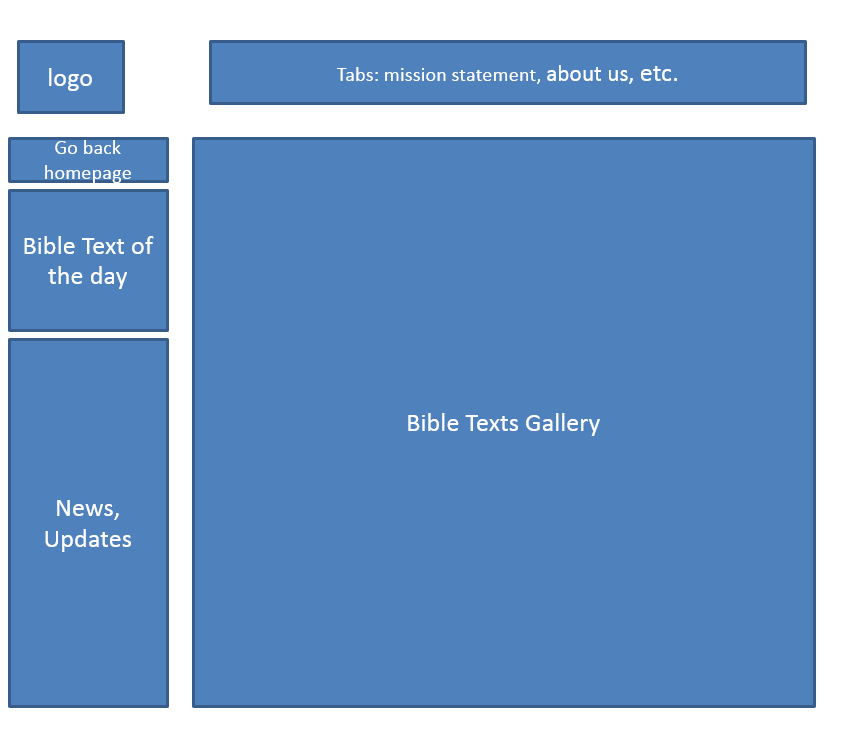 logo
Tabs: mission statement, about us, etc.
Go back
homepage
Bible Text of
the day
Bible Texts Gallery
News,
Updates